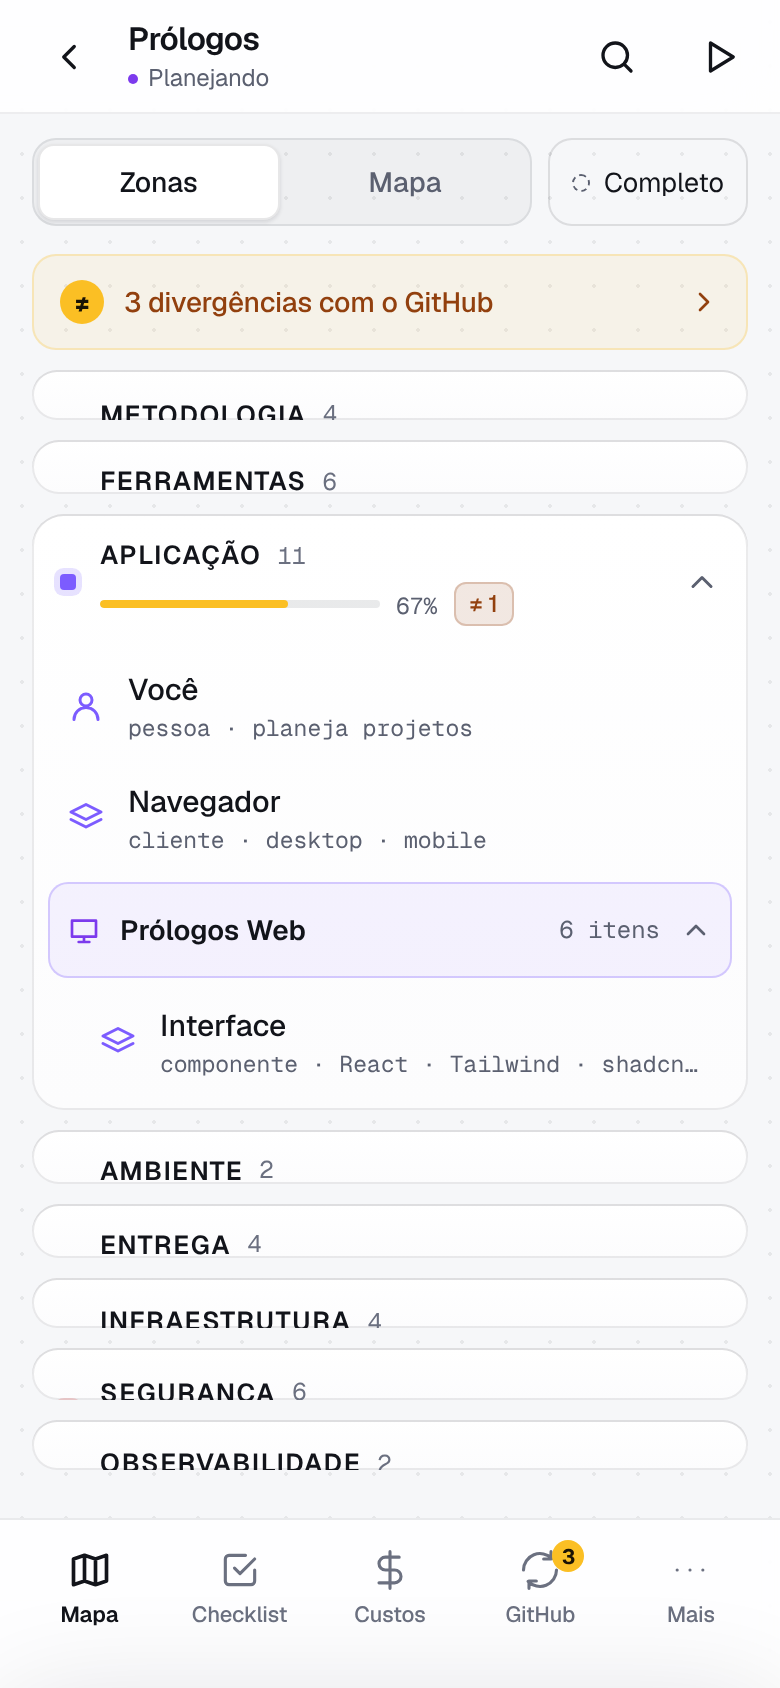 Prólogos
Planejando
Zonas
Mapa
Completo
≠ 3 divergências com o GitHub
METODOLOGIA 4
FERRAMENTAS 6
APLICAÇÃO 11
67% ≠ 1
Você
pessoa · planeja projetos
Navegador
cliente · desktop · mobile
Prólogos Web 6 itens
Interface
componente · React · Tailwind · shadcn…
AMBIENTE 2
ENTREGA 4
INFRAESTRUTURA 4
SEGURANCA 6
OBSERVABILIDADE 2
3
Mapa
Checklist
Custos
GitHub
Mais